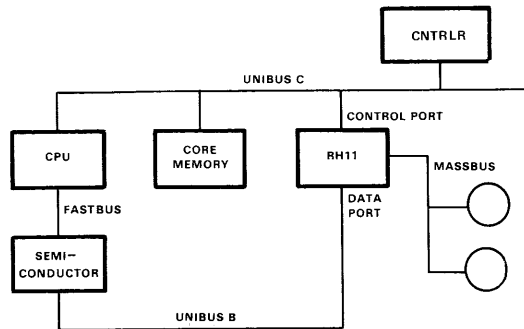 CNTRLR
UNIBUS C
CONTROL PORT
CPU
CORE
MEMORY
RH11
MASSBUS
FASTBUS
DATA
PORT
SEMI-
CONDUCTOR
UNIBUS B